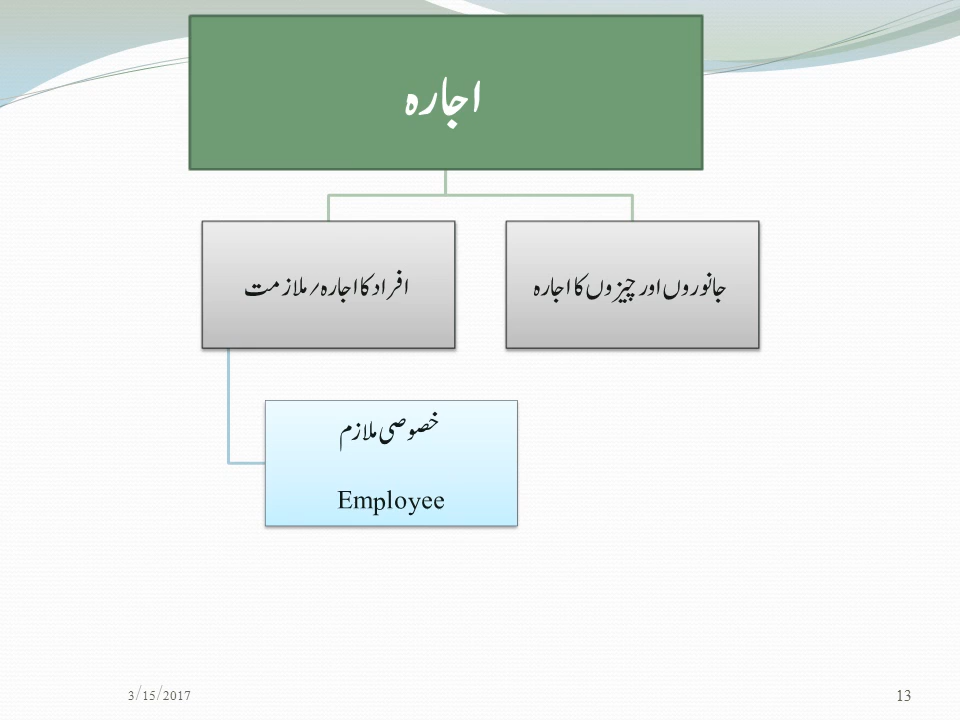 اجارہ
جانوروں اور چیزوں کا اجارہ
افراد کا اجارہ؍ ملازمت
خصوصی ملازم
Employee
3/15/2017
13